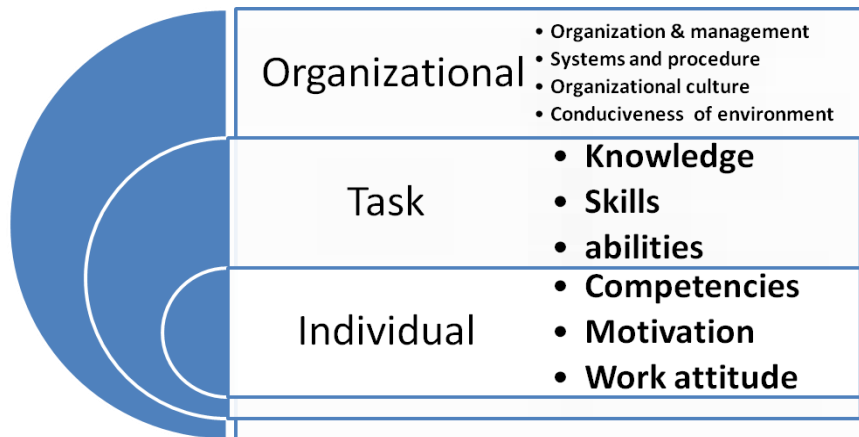 Organizational
• Organization & management
• Systems and procedure
• Organizational culture
• Conduciveness of environment
Task
• Knowledge
• Skills
• abilities
Individual
• Competencies
• Motivation
• Work attitude